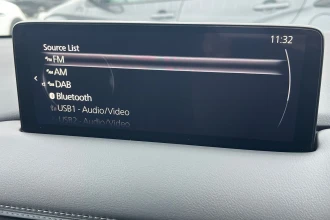 11:32
Source List
FM
AM
DAB
Bluetooth
USB1 - Audio/Video
USB2 - Audio/Video